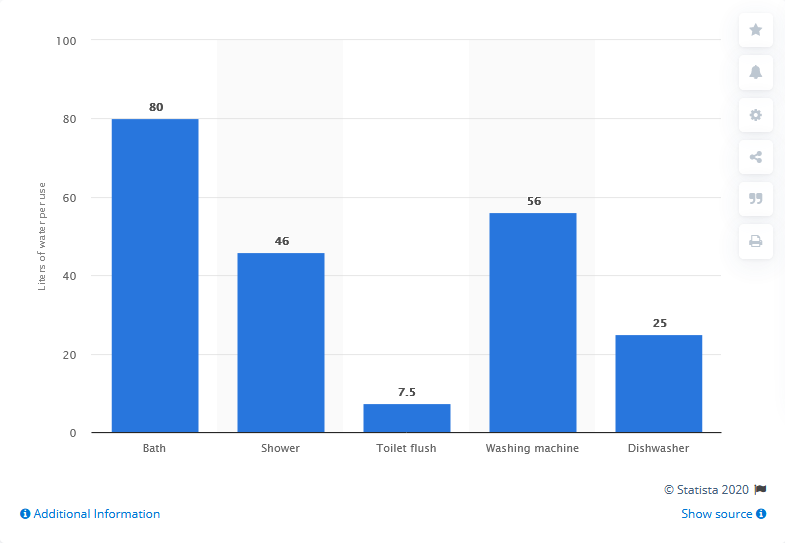 100
80
60
40
20
0
Liters of water per use
80
46
7.5
56
25
Bath
Shower
Toilet flush
Washing machine
Dishwasher
© Statista 2020
Additional Information
Show source